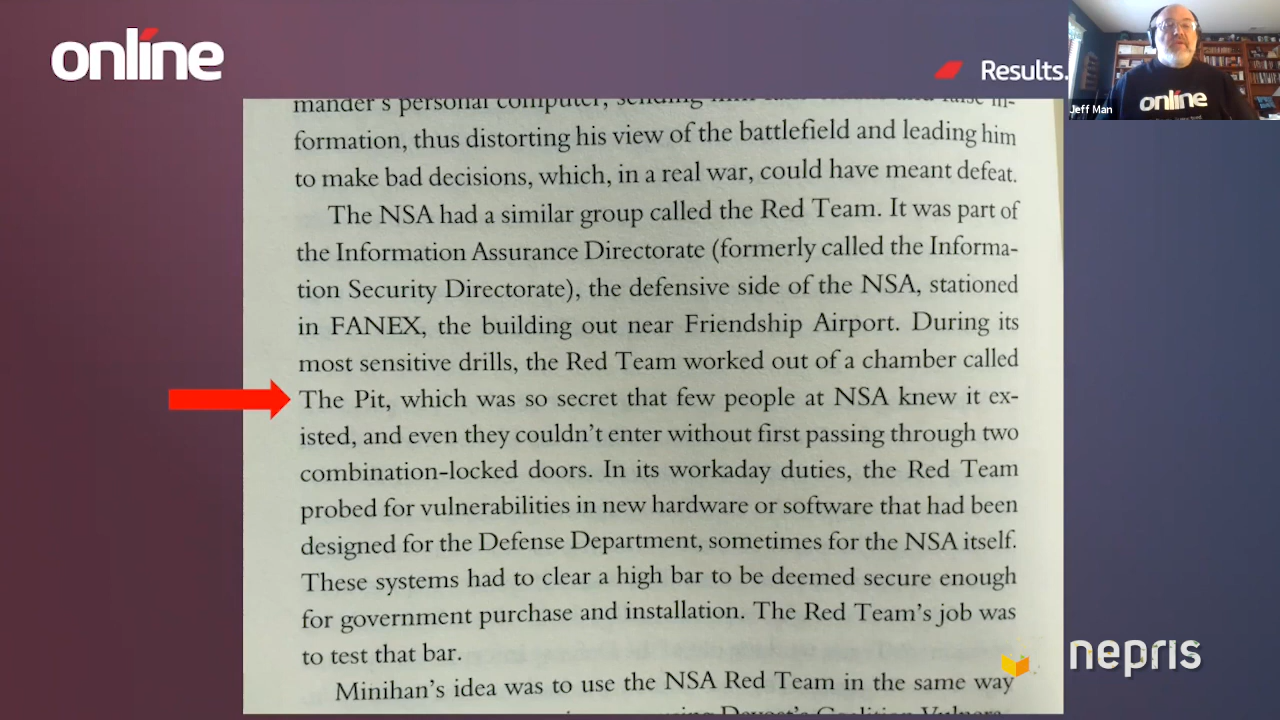 online
Results.
Jeff Man
online
mander's personal computer, sending
formation, thus distorting his view of the battlefield and leading him
to make bad decisions, which, in a real war, could have meant defeat.
The NSA had a similar group called the Red Team. It was part of
the Information Assurance Directorate (formerly called the Informa-
tion Security Directorate), the defensive side of the NSA, stationed
in FANEX, the building out near Friendship Airport. During its
most sensitive drills, the Red Team worked out of a chamber called
The Pit, which was so secret that few people at NSA knew it ex-
isted, and even they couldn't enter without first passing through two
combination-locked doors. In its workaday duties, the Red Team
probed for vulnerabilities in new hardware or software that had been
designed for the Defense Department, sometimes for the NSA itself.
These systems had to clear a high bar to be deemed secure enough
for government purchase and installation. The Red Team's job was
to test that bar.
Minihan's idea was to use the NSA Red Team in the same way
nepris